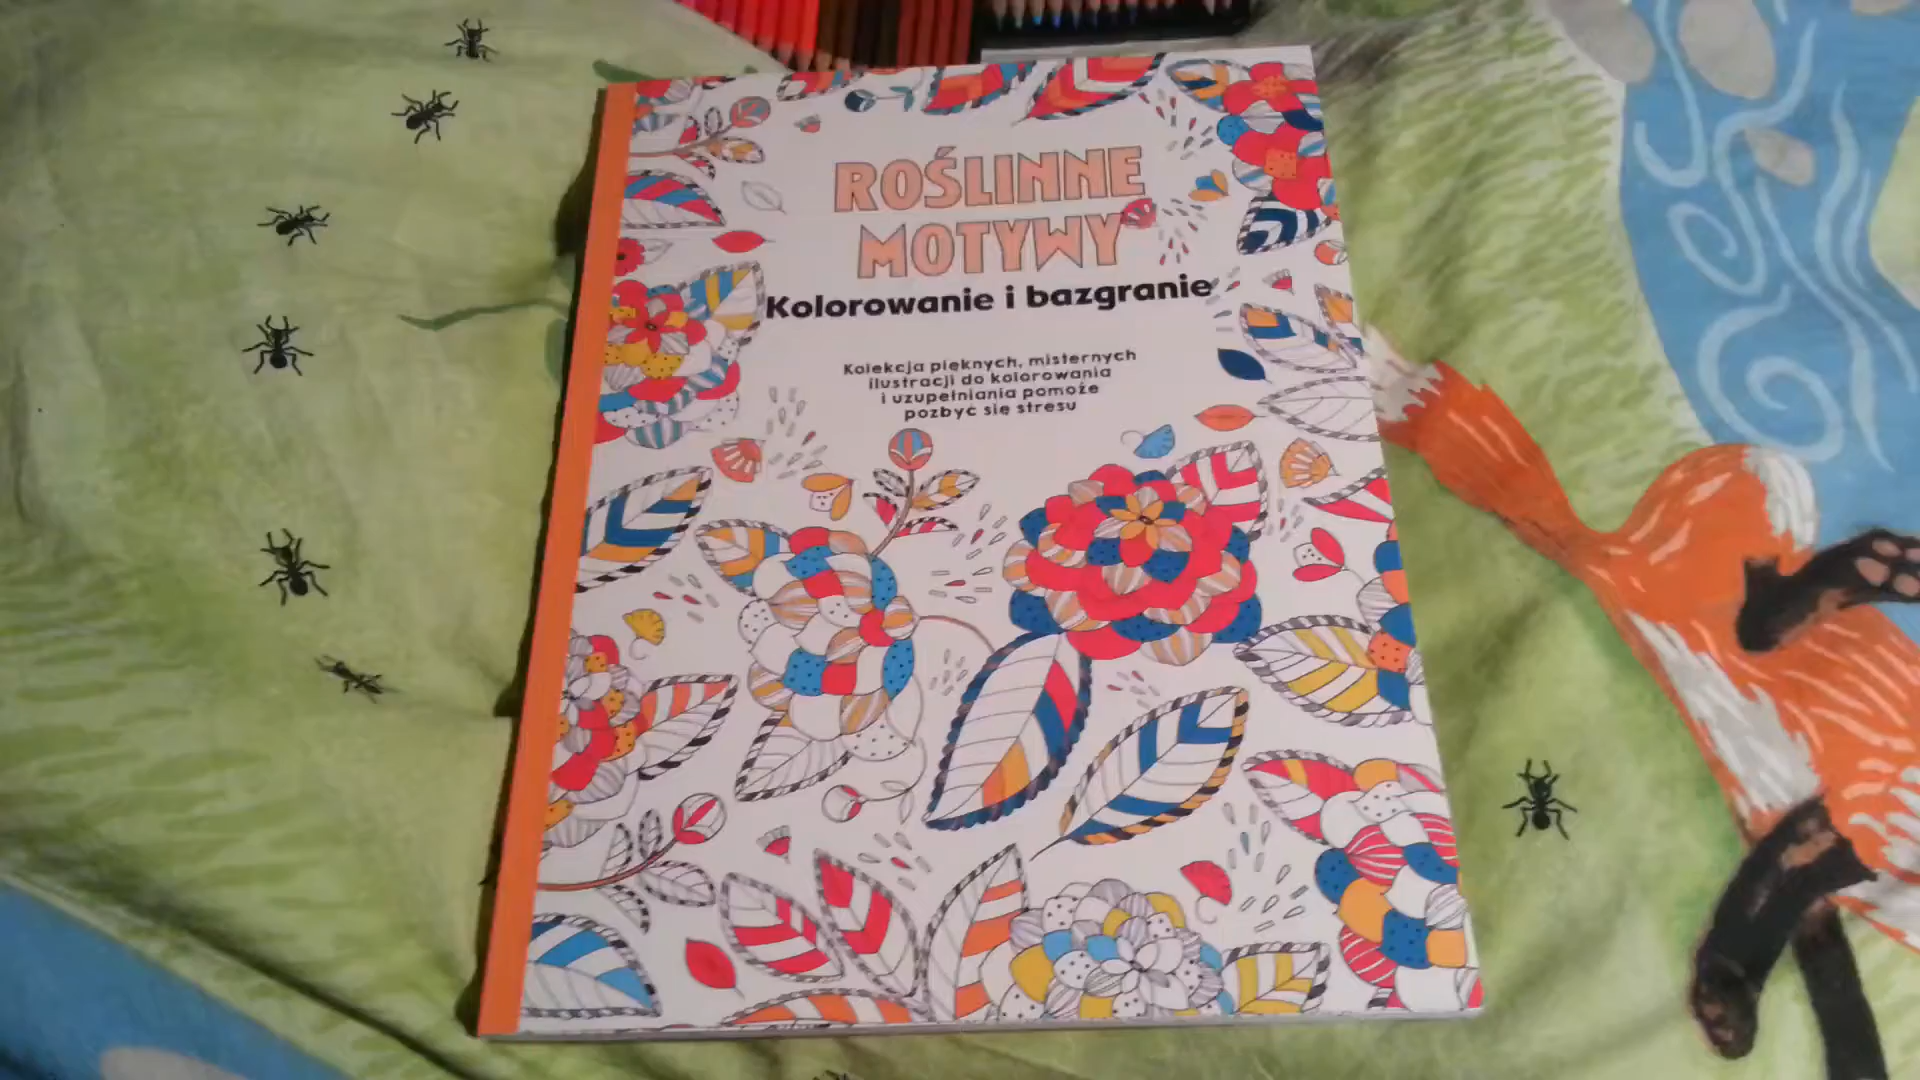 ROŚLINNE
MOTYWY
Kolorowanie i bazgranie
Kolekcja pięknych, misternych
ilustracji do kolorowania
i uzupełniania pomoże
pozbyć się stresu